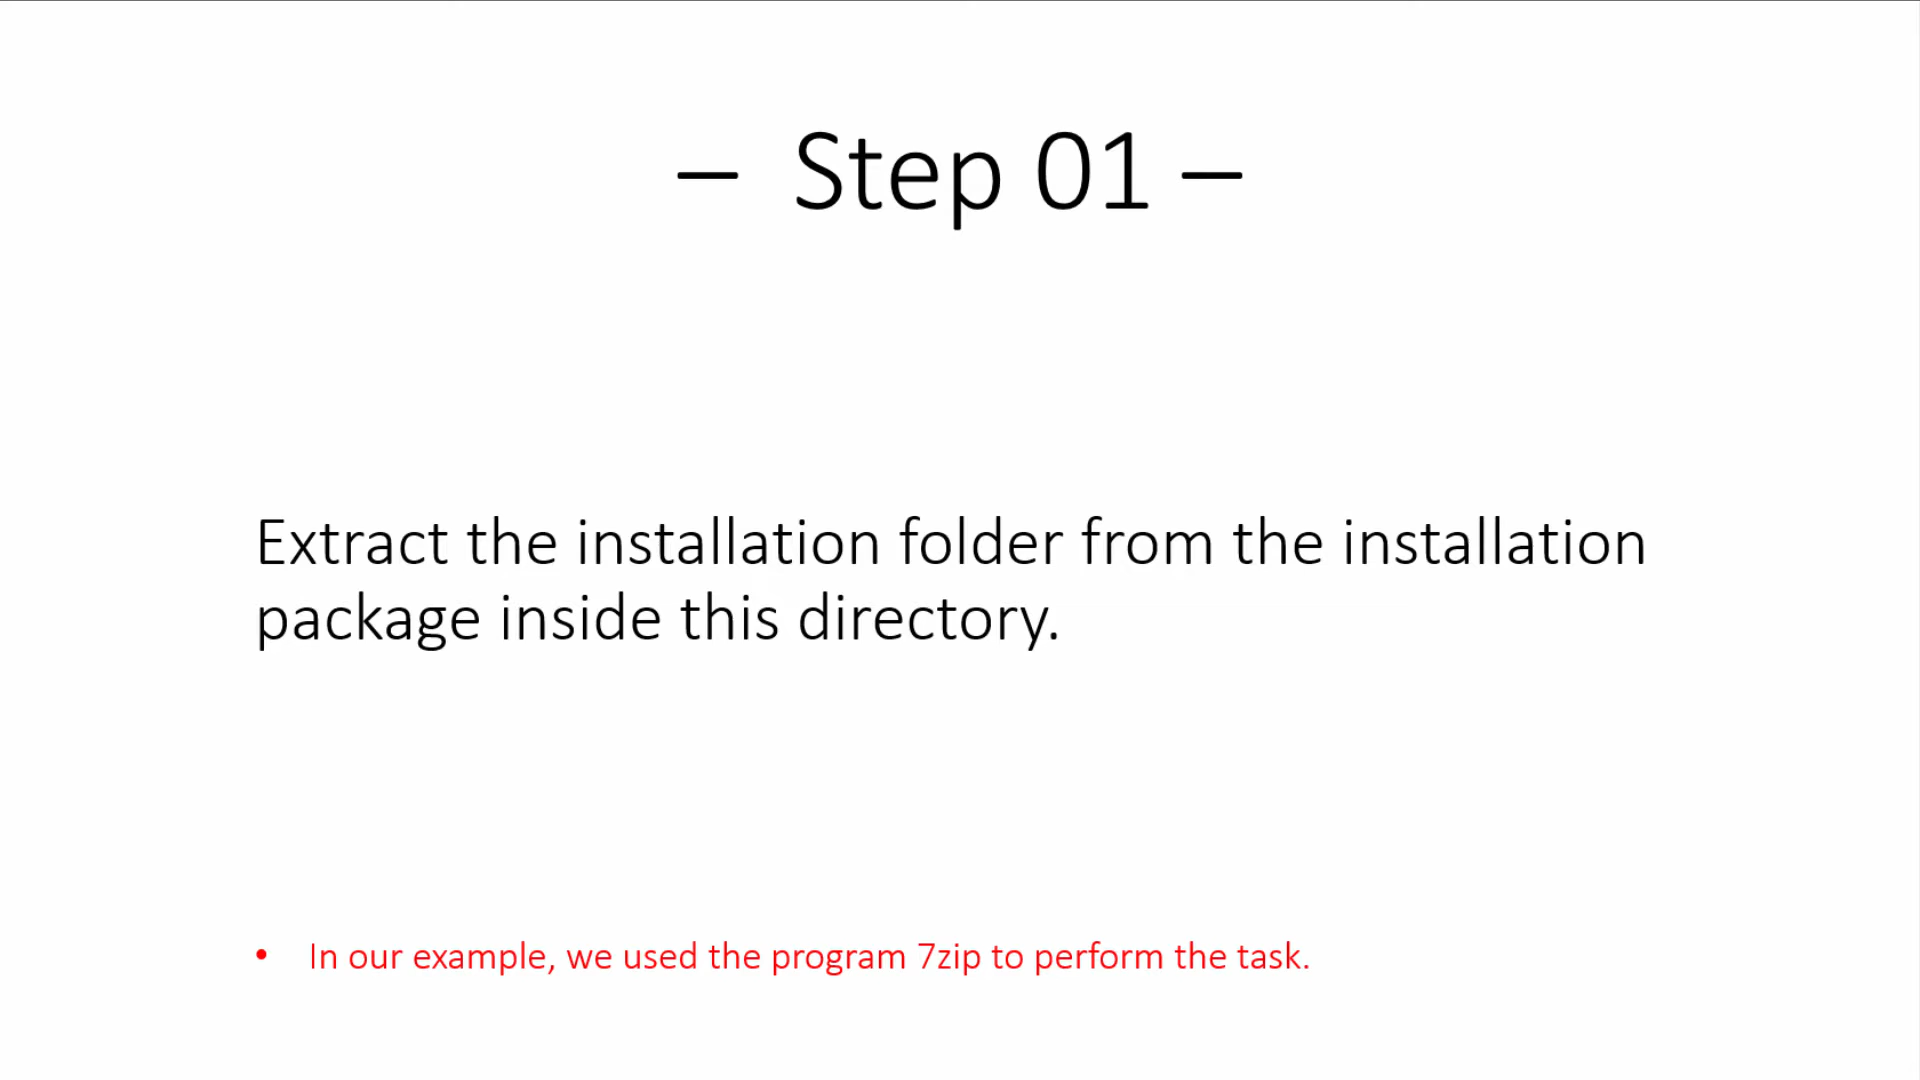 – Step 01 –
Extract the installation folder from the installation
package inside this directory.
• In our example, we used the program 7zip to perform the task.